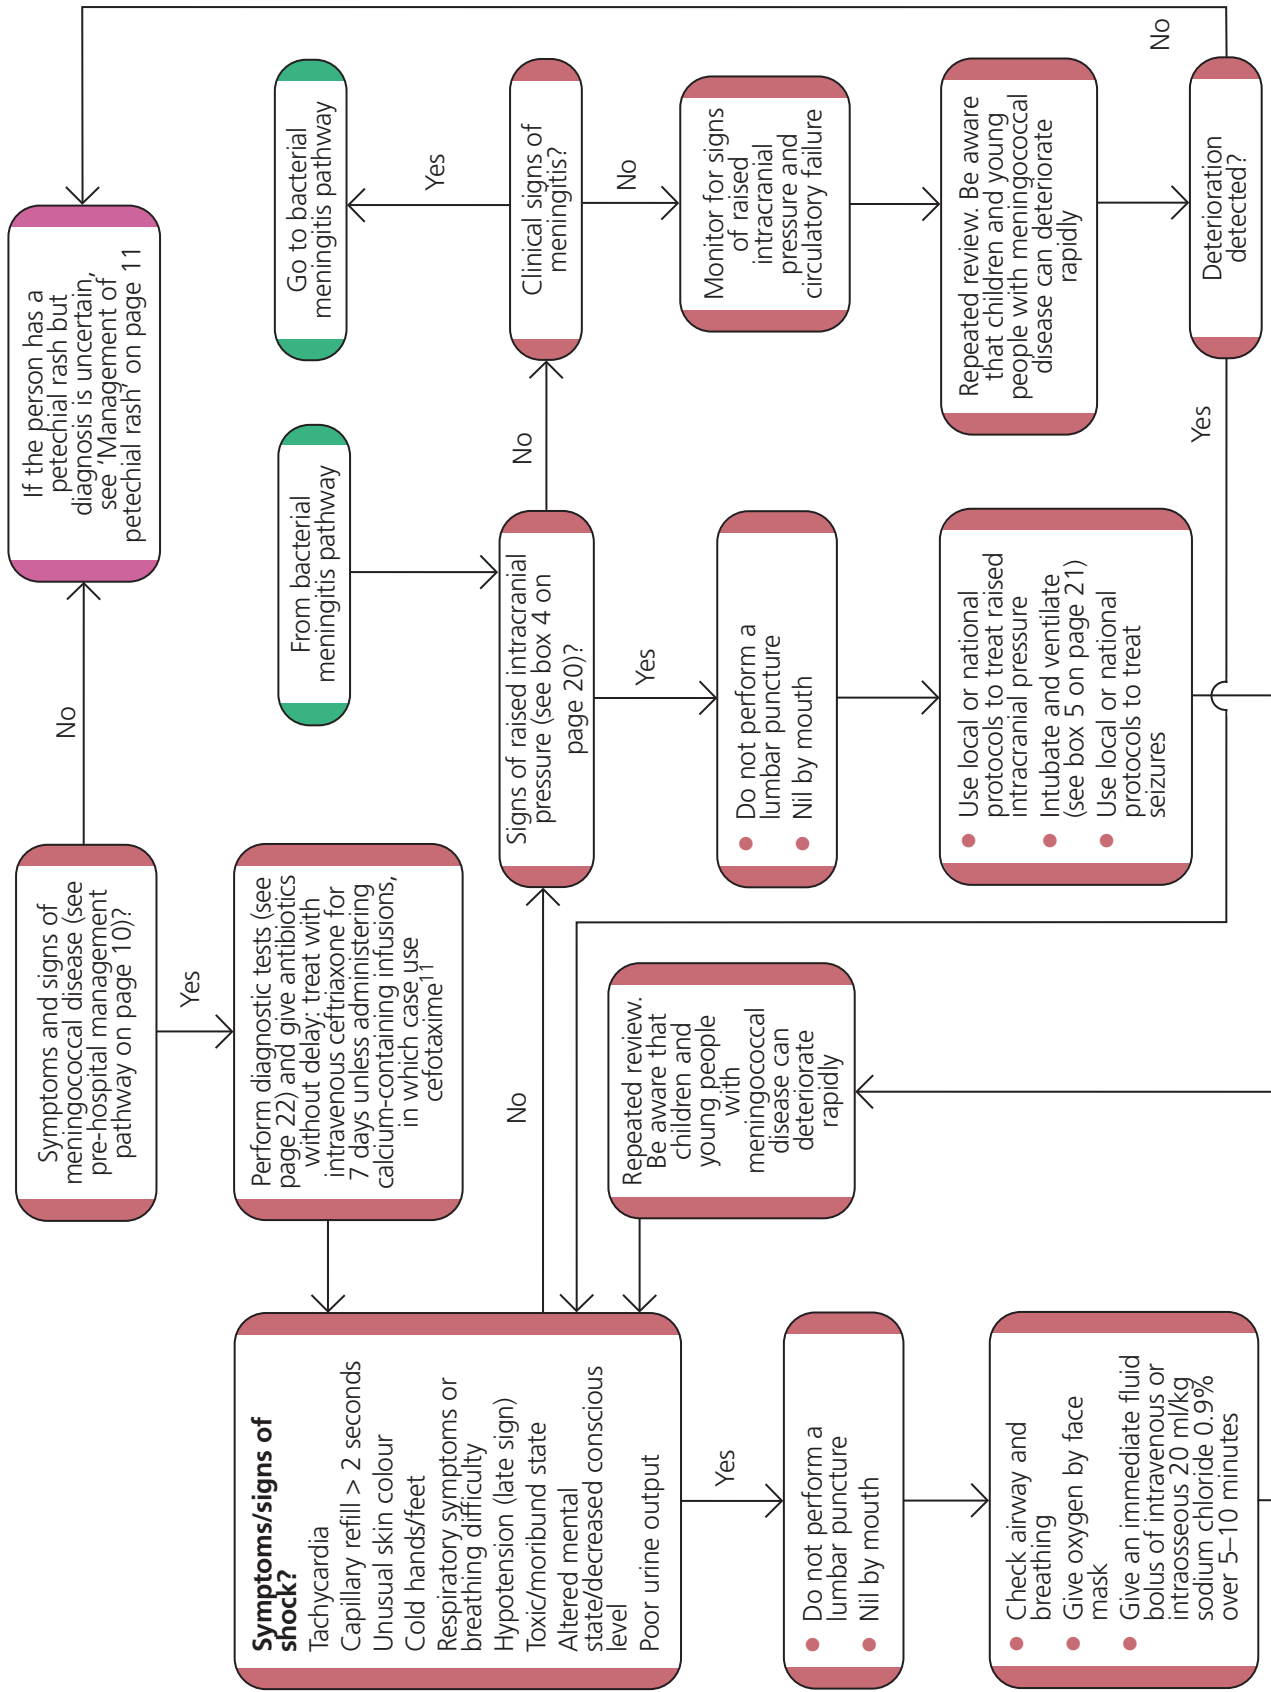 Symptoms and signs of
meningococcal disease (see
pre-hospital management
pathway on page 10)?
No
If the person has a
petechial rash but
diagnosis is uncertain,
see ‘Management of
petechial rash’ on page 11
Yes
Perform diagnostic tests (see
page 22) and give antibiotics
without delay: treat with
intravenous ceftriaxone for
7 days unless administering
calcium-containing infusions,
in which case use
cefotaxime11
Symptoms/signs of
shock?
Tachycardia
Capillary refill > 2 seconds
Unusual skin colour
Cold hands/feet
Respiratory symptoms or
breathing difficulty
Hypotension (late sign)
Toxic/moribund state
Altered mental
state/decreased conscious
level
Poor urine output
No
From bacterial
meningitis pathway
Signs of raised intracranial
pressure (see box 4 on
page 20)?
No
Clinical signs of
meningitis?
Yes
Go to bacterial
meningitis pathway
No
Monitor for signs
of raised
intracranial
pressure and
circulatory failure
Repeated review. Be aware
that children and young
people with meningococcal
disease can deteriorate
rapidly
Deterioration
detected?
No
Yes
Yes
• Do not perform a
lumbar puncture
• Nil by mouth
• Use local or national
protocols to treat raised
intracranial pressure
• Intubate and ventilate
(see box 5 on page 21)
• Use local or national
protocols to treat
seizures
Repeated review.
Be aware that
children and
young people
with
meningococcal
disease can
deteriorate
rapidly
Yes
• Do not perform a
lumbar puncture
• Nil by mouth
• Check airway and
breathing
• Give oxygen by face
mask
• Give an immediate fluid
bolus of intravenous or
intraosseous 20 ml/kg
sodium chloride 0.9%
over 5–10 minutes